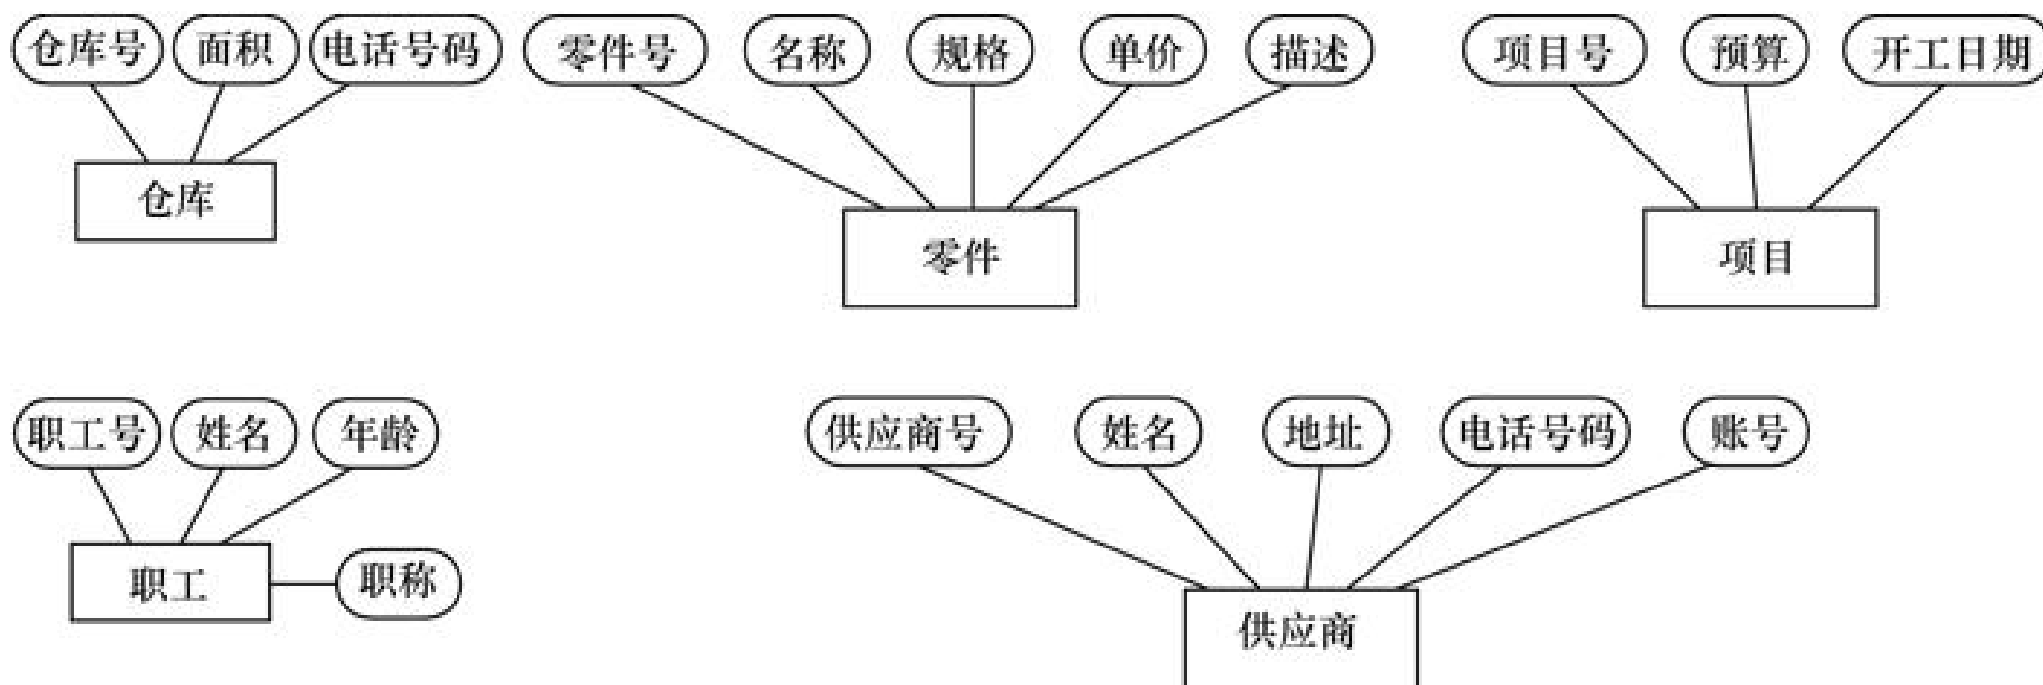 仓库号 面积 电话号码 零件号 名称 规格 单价 描述 项目号 预算 开工日期
仓库
零件 项目
职工号 姓名 年龄 供应商号 姓名 地址 电话号码 账号
职工 职称
供应商